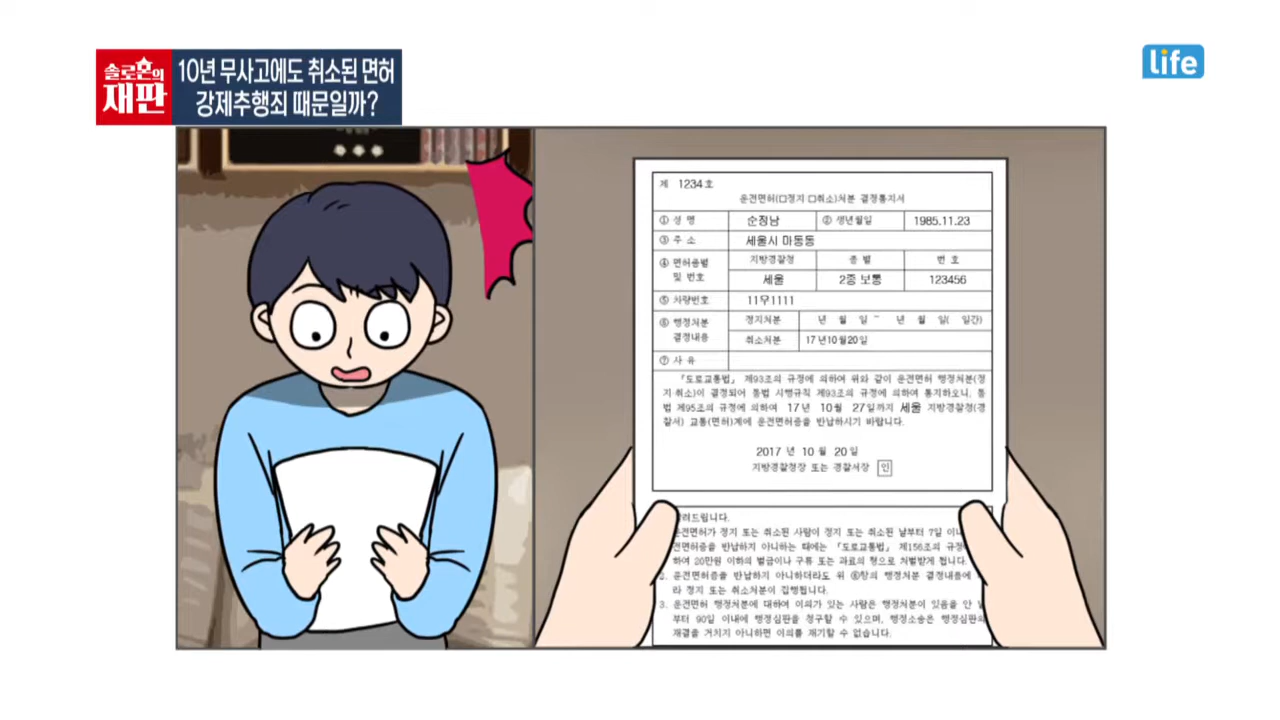 솔로몬의
재판
10년 무사고에도 취소된 면허
강제추행죄 때문일까?
life
제 1234 호
운전면허(□정지 □취소)처분 결정통지서
① 성 명 순정남 ② 생년월일 1985.11.23
③ 주 소 세울시 마동동
④ 면허종별 및 번호 지방경찰청 종 별 번 호
세울 2종 보통 123456
⑤ 차량번호 11우1111
⑥ 행정처분 결정내용 정지처분 년 월 일 ~ 년 월 일( 일간)
취소처분 17 년 10 월 20 일
⑦ 사 유
「도로교통법」 제93조의 규정에 의하여 위와 같이 운전면허 행정처분(정
지·취소)이 결정되어 동법 시행규칙 제93조의 규정에 의하여 통지하오니, 동
법 제95조의 규정에 의하여 17 년 10 월 27 일까지 세울 지방경찰청(경
찰서) 교통(면허)계에 운전면허증을 반납하시기 바랍니다.
2017 년 10 월 20 일
지방경찰청장 또는 경찰서장 인
려드립니다.
운전면허가 정지 또는 취소된 사람이 정지 또는 취소된 날부터 7일 이내
전면허증을 반납하지 아니하는 때에는 「도로교통법」 제156조의 규정
하여 20만원 이하의 벌금이나 구류 또는 과료의 형으로 처벌받게 됩니다.
2. 운전면허증을 반납하지 아니하더라도 위 ⑥항의 행정처분 결정내용에
라 정지 또는 취소처분이 집행됩니다.
3. 운전면허 행정처분에 대하여 이의가 있는 사람은 행정처분이 있음을 안
부터 90일 이내에 행정심판을 청구할 수 있으며, 행정소송은 행정심판의
재결을 거치지 아니하면 이의를 제기할 수 없습니다.